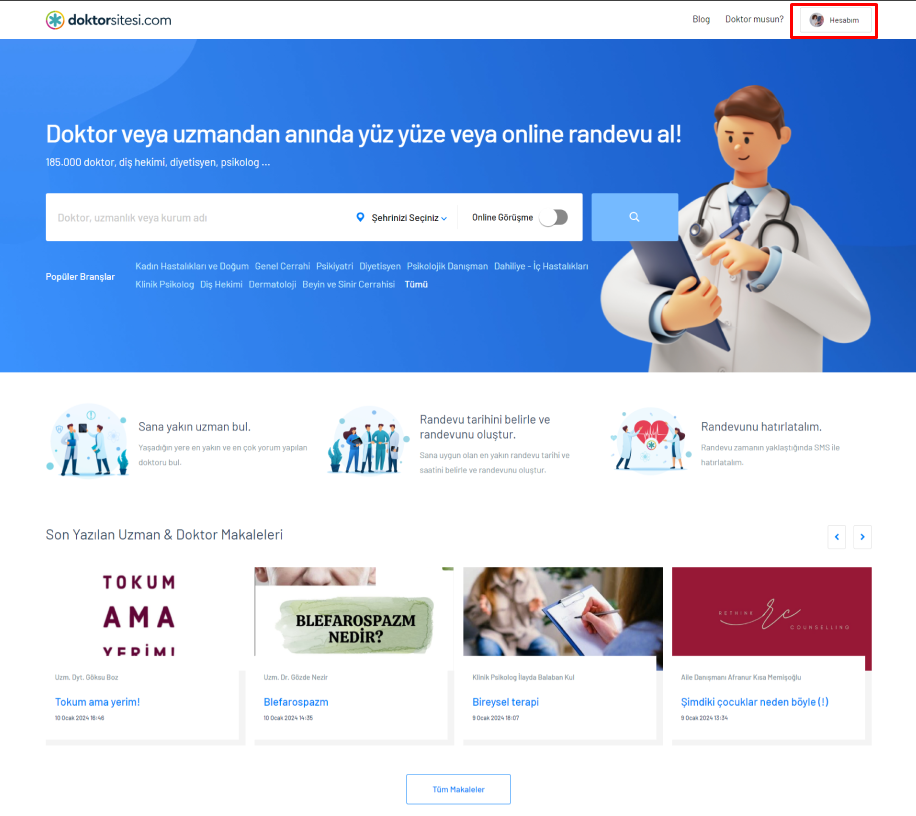 doktorsitesi.com
Blog
Doktor musun?
Hesabım
Doktor veya uzmandan anında yüz yüze veya online randevu al!
185.000 doktor, diş hekimi, diyetisyen, psikolog ...
Doktor, uzmanlık veya kurum adı
Şehrinizi Seçiniz
Online Görüşme
Popüler Branşlar
Kadın Hastalıkları ve Doğum Genel Cerrahi Psikiyatri Diyetisyen Psikolojik Danışman Dahiliye - İç Hastalıkları
Klinik Psikolog Diş Hekimi Dermatoloji Beyin ve Sinir Cerrahisi Tümü
Sana yakın uzman bul.
Yaşadığın yere en yakın ve en çok yorum yapılan
doktoru bul.
Randevu tarihini belirle ve
randevunu oluştur.
Sana uygun olan en yakın randevu tarihi ve
saatini belirle ve randevunu oluştur.
Randevunu hatırlatalım.
Randevu zamanın yaklaştığında SMS ile
hatırlatalım.
Son Yazılan Uzman & Doktor Makaleleri
TOKUM
AMA
YERİM!
Uzm. Dyt. Göksu Boz
Tokum ama yerim!
10 Ocak 2024 16:46
BLEFAROSPAZM
NEDİR?
Uzm. Dr. Gözde Nezir
Blefarospazm
10 Ocak 2024 14:35
Klinik Psikolog İlayda Balaban Kul
Bireysel terapi
9 Ocak 2024 18:07
RETHINK
rc
COUNSELLING
Aile Danışmanı Afranur Kısa Memişoğlu
Şimdiki çocuklar neden böyle (!)
9 Ocak 2024 13:34
Tüm Makaleler